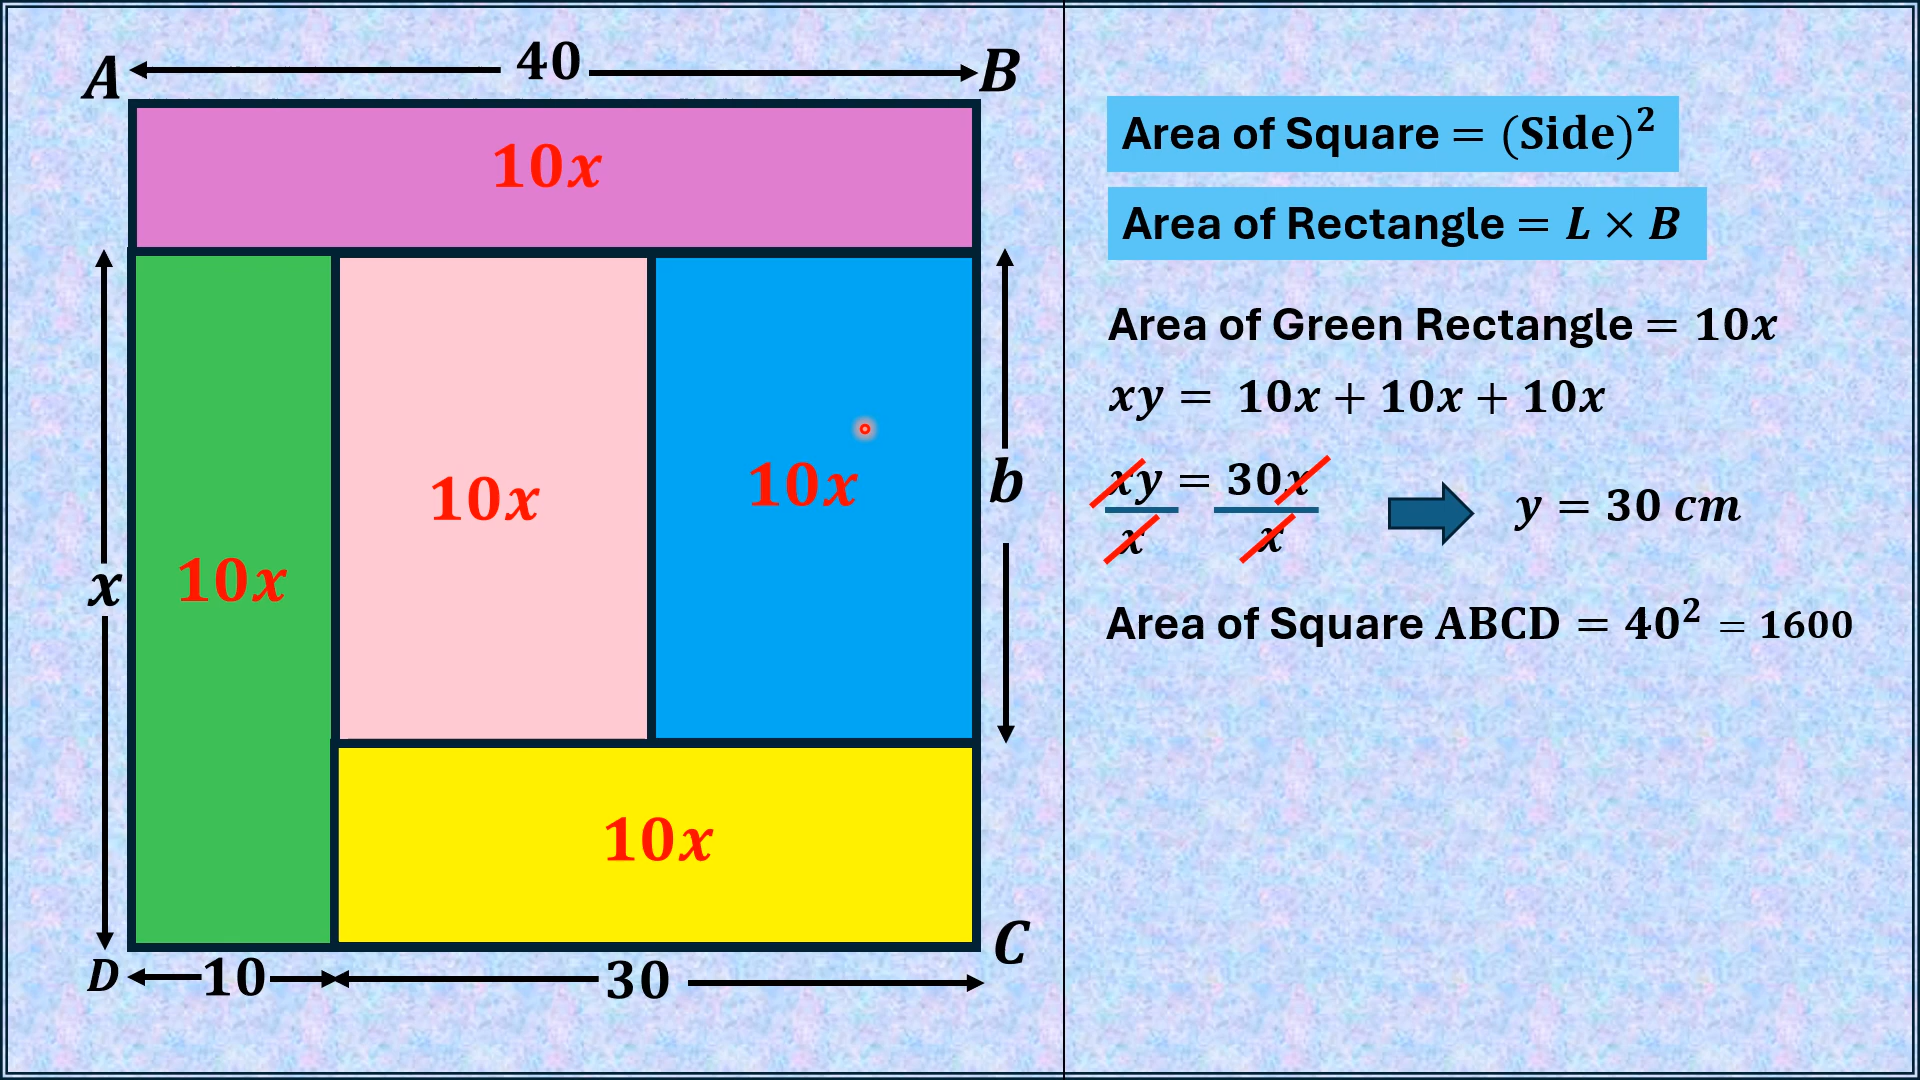 A 40 B
10x
x
10x
10x
10x
b
10x
D 10 30 C
Area of Square = (Side)²
Area of Rectangle = L × B
Area of Green Rectangle = 10x
xy = 10x + 10x + 10x
xy = 30x
x x
y = 30 cm
Area of Square ABCD = 40² = 1600